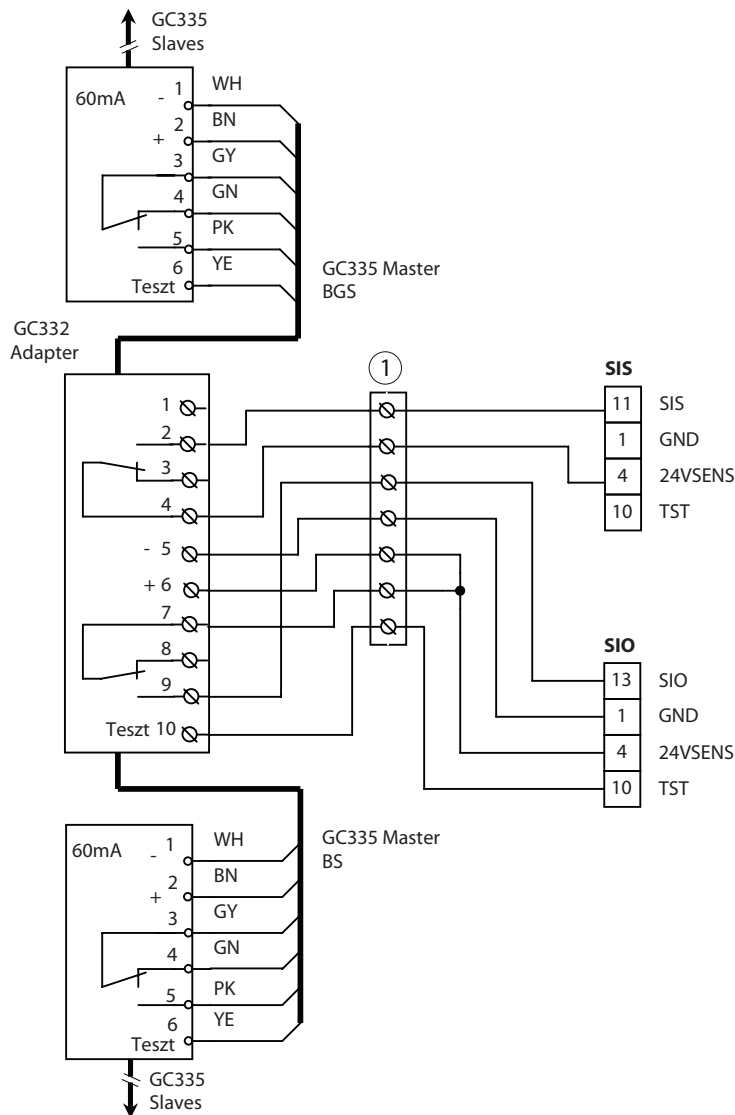 GC335
Slaves
60mA
- 1 WH
+ 2 BN
3 GY
4 GN
5 PK
6 YE
Teszt
GC335 Master
BGS
GC332
Adapter
1
2
3
4
- 5
+ 6
7
8
9
Teszt 10
1
SIS
11 SIS
1 GND
4 24VSENS
10 TST
SIO
13 SIO
1 GND
4 24VSENS
10 TST
60mA
- 1 WH
+ 2 BN
3 GY
4 GN
5 PK
6 YE
Teszt
GC335 Master
BS
GC335
Slaves